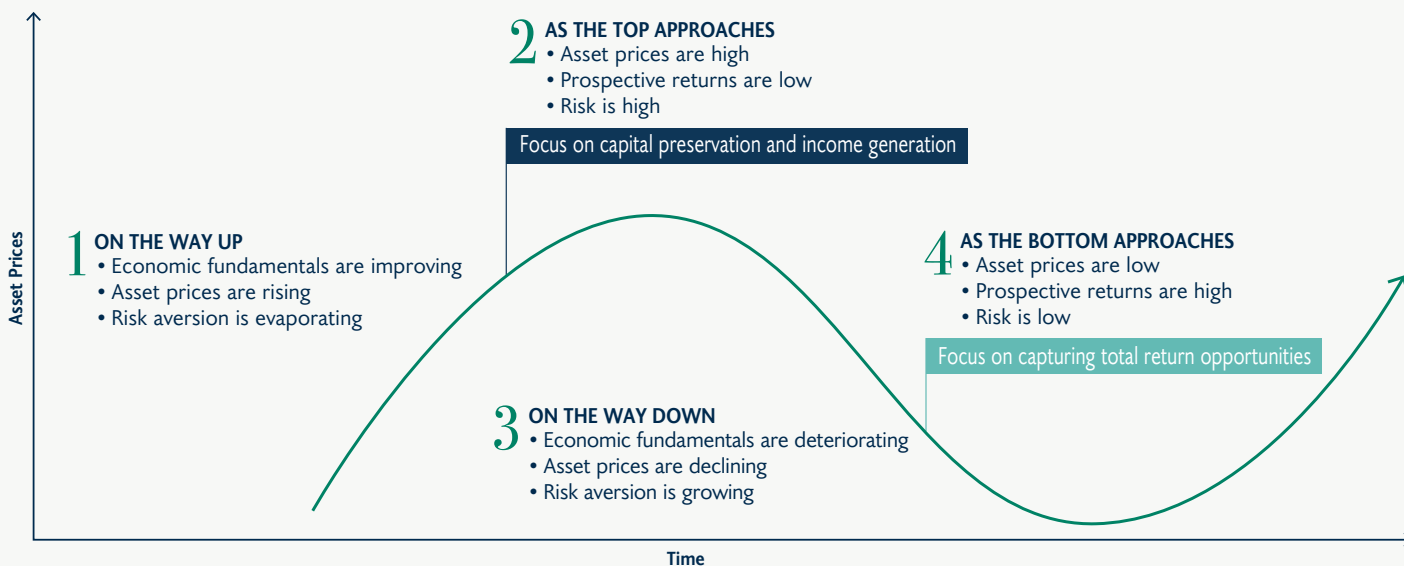 2 AS THE TOP APPROACHES
• Asset prices are high
• Prospective returns are low
• Risk is high
Focus on capital preservation and income generation
1 ON THE WAY UP
• Economic fundamentals are improving
• Asset prices are rising
• Risk aversion is evaporating
4 AS THE BOTTOM APPROACHES
• Asset prices are low
• Prospective returns are high
• Risk is low
Focus on capturing total return opportunities
3 ON THE WAY DOWN
• Economic fundamentals are deteriorating
• Asset prices are declining
• Risk aversion is growing
Asset Prices
Time